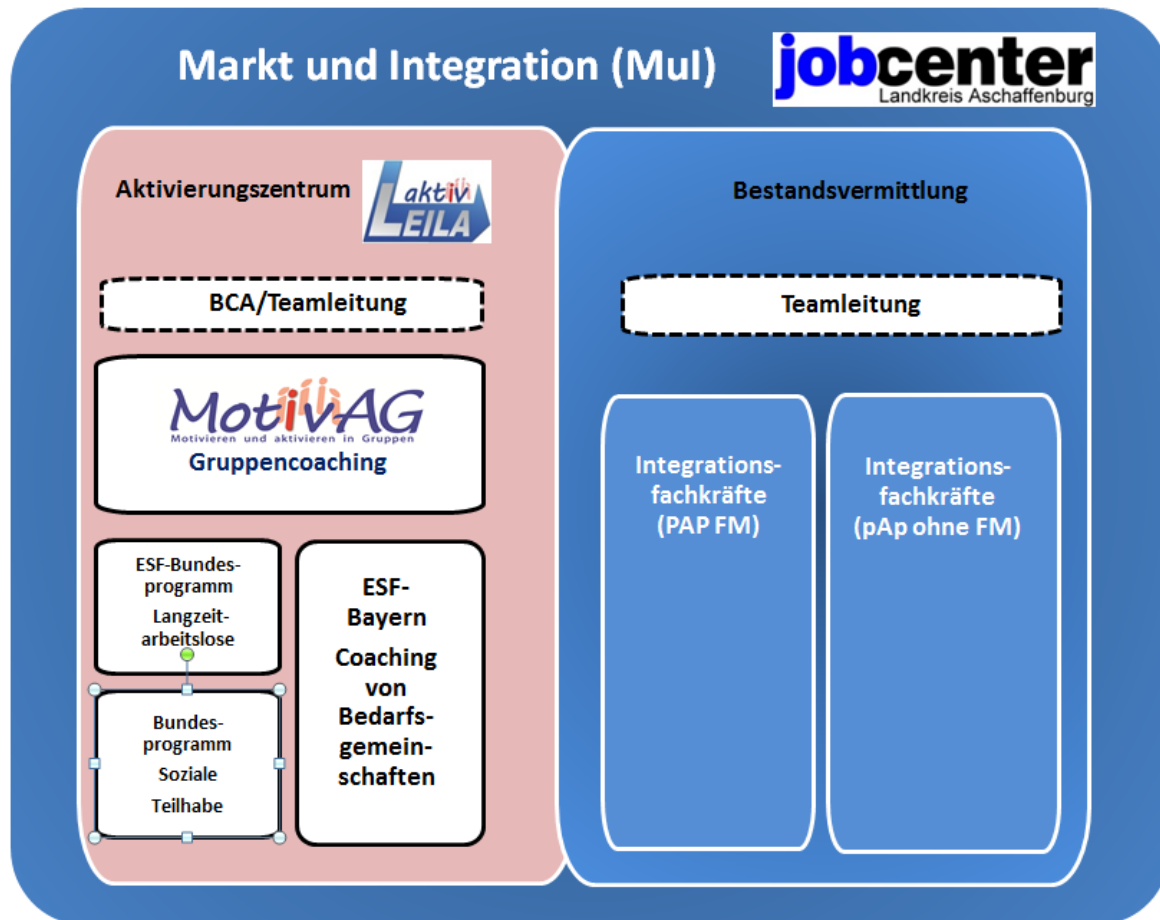 Markt und Integration (MuI)
jobcenter
Landkreis Aschaffenburg
Aktivierungszentrum
aktiv
LEILA
BCA/Teamleitung
MotivAG
Motivieren und aktivieren in Gruppen
Gruppencoaching
ESF-Bundes-
programm
Langzeit-
arbeitslose
Bundes-
programm
Soziale
Teilhabe
ESF-
Bayern
Coaching
von
Bedarfs-
gemein-
schaften
Bestandsvermittlung
Teamleitung
Integrations-
fachkräfte
(PAP FM)
Integrations-
fachkräfte
(pAp ohne FM)